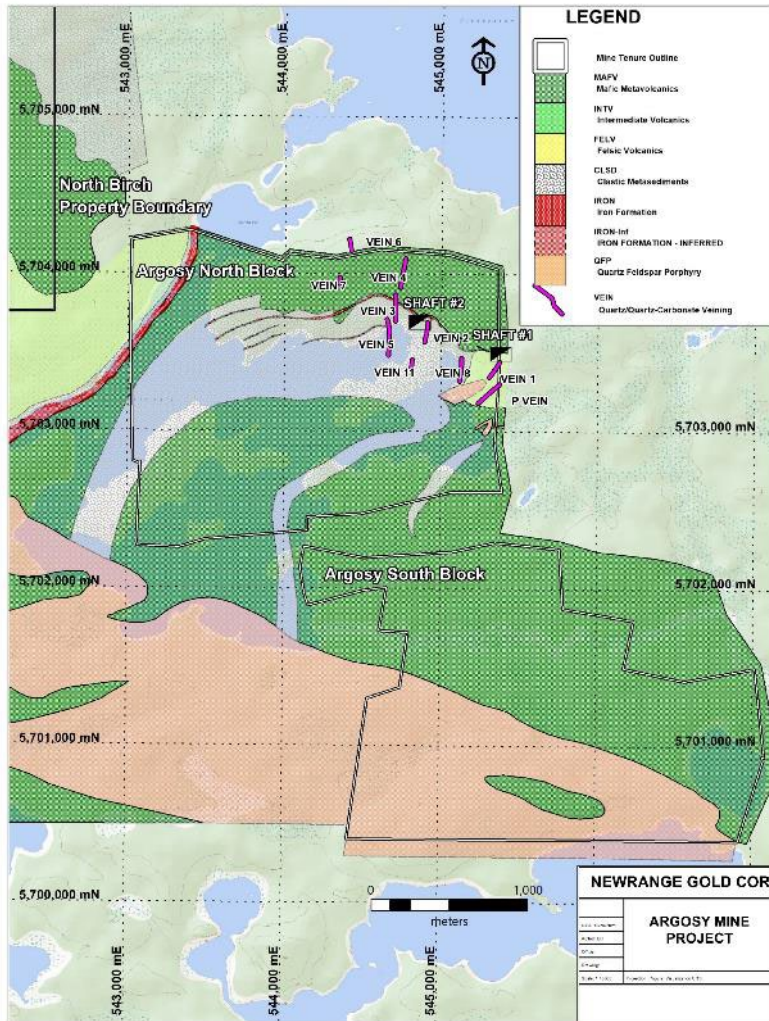 LEGEND
Mine Tenure Outline
MAFV
Mafic Metavolcanics
INTV
Intermediate Volcanics
FELV
Felsic Volcanics
CLSD
Clastic Metasediments
IRON
Iron Formation
IRON-Inf
IRON FORMATION - INFERRED
QFP
Quartz Feldspar Porphyry
VEIN
Quartz/Quartz-Carbonate Veining
543,000 mE
544,000 mE
545,000 mE
N
5,705,000 mN
North Birch
Property Boundary
VEIN 6
5,704,000 mN
Argosy North Block
VEIN 7
VEIN 4
SHAFT #2
VEIN 3
VEIN 5
VEIN 2
SHAFT #1
VEIN 11
VEIN 8
VEIN 1
P VEIN
5,703,000 mN
5,703,000 mN
5,702,000 mN
5,702,000 mN
Argosy South Block
5,701,000 mN
5,701,000 mN
5,700,000 mN
0
1,000
meters
543,000 mE
544,000 mE
545,000 mE
NEWRANGE GOLD COR
ARGOSY MINE
PROJECT